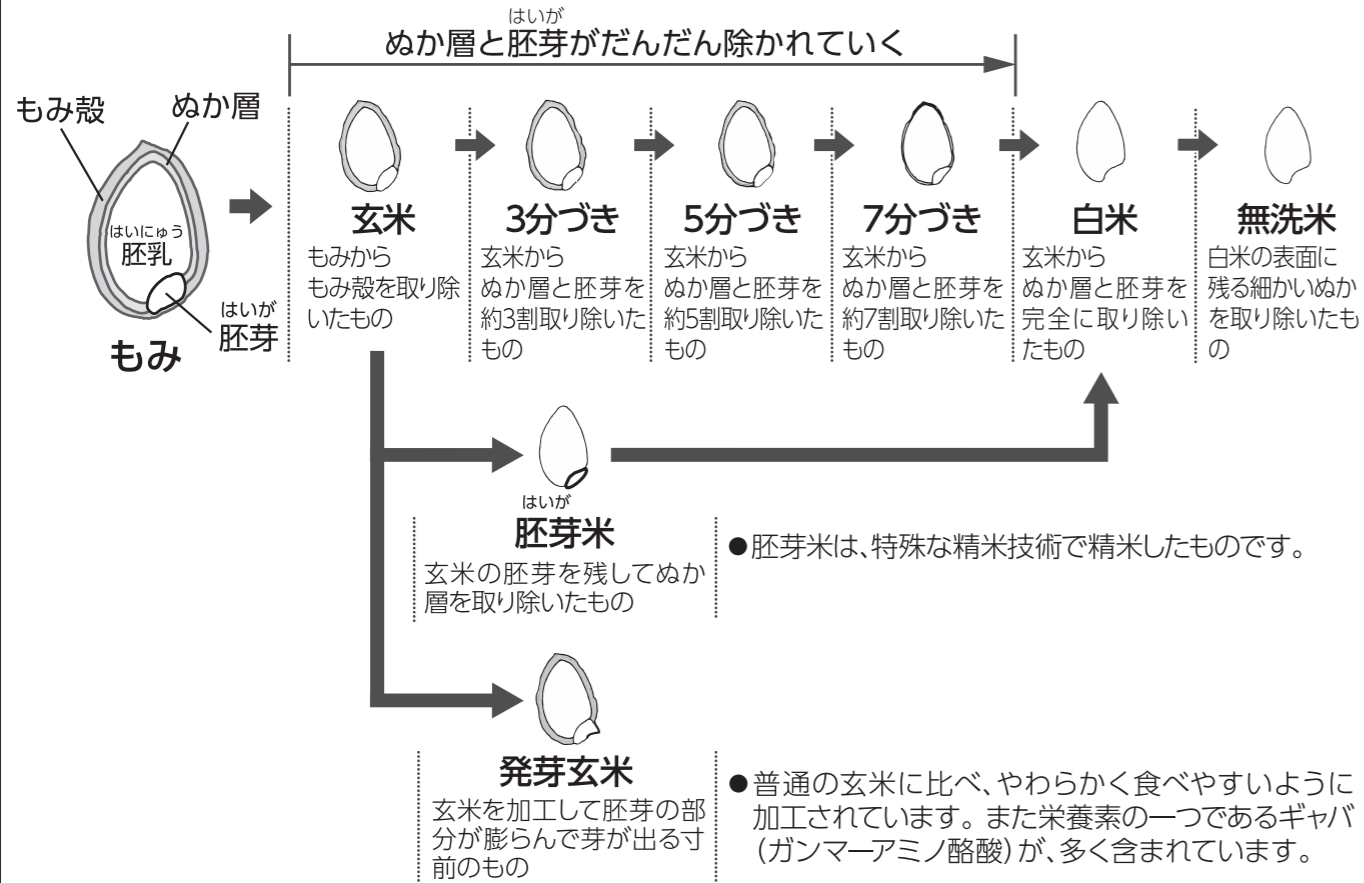 はいが
ぬか層と胚芽がだんだん除かれていく
もみ殻
ぬか層
はいにゅう
胚乳
はいが
胚芽
もみ
玄米
もみから
もみ殻を取り除
いたもの
3分づき
玄米から
ぬか層と胚芽を
約3割取り除いた
もの
5分づき
玄米から
ぬか層と胚芽を
約5割取り除いた
もの
7分づき
玄米から
ぬか層と胚芽を
約7割取り除いた
もの
白米
玄米から
ぬか層と胚芽を
完全に取り除い
たもの
無洗米
白米の表面に
残る細かいぬか
を取り除いたも
の
はいが
胚芽米
玄米の胚芽を残してぬか
層を取り除いたもの
●胚芽米は、特殊な精米技術で精米したものです。
発芽玄米
玄米を加工して胚芽の部
分が膨らんで芽が出る寸
前のもの
●普通の玄米に比べ、やわらかく食べやすいように
加工されています。また栄養素の一つであるギャバ
(ガンマーアミノ酪酸)が、多く含まれています。